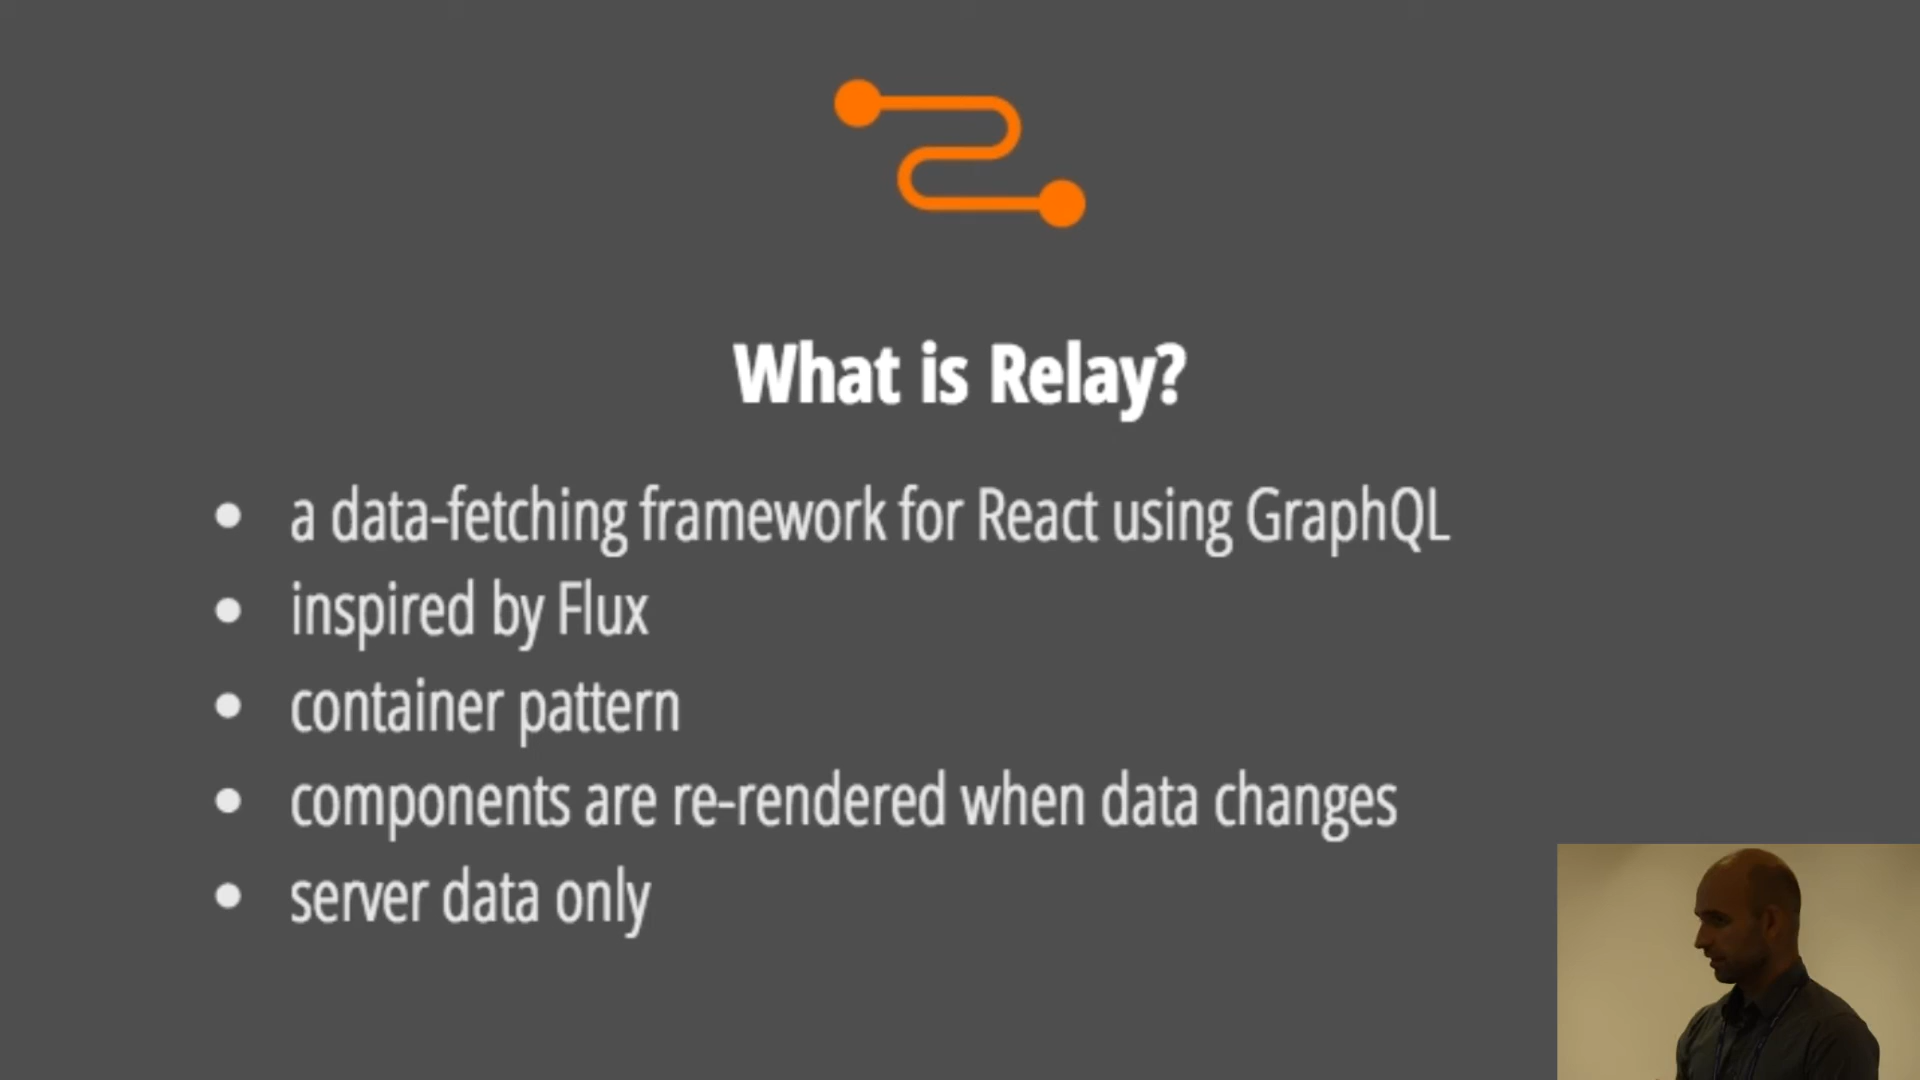 What is Relay?
a data-fetching framework for React using GraphQL
inspired by Flux
container pattern
components are re-rendered when data changes
server data only